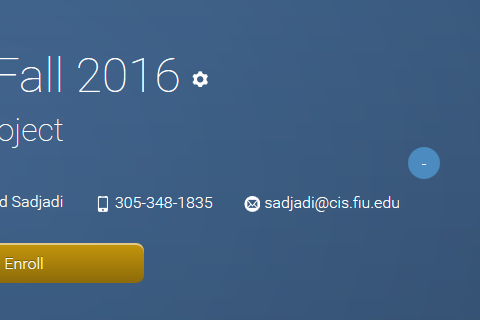 Fall 2016
oject
-
d Sadjadi 305-348-1835 sadjadi@cis.fiu.edu
Enroll